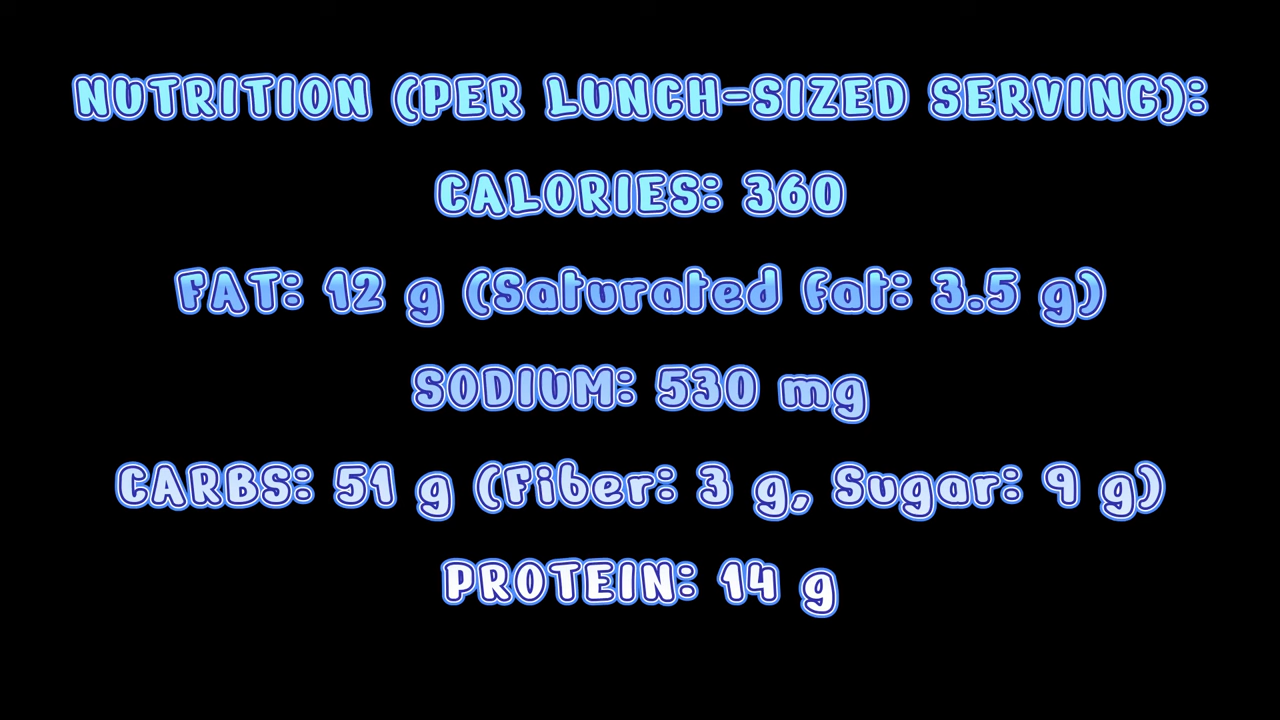 NUTRITION (PER LUNCH-SIZED SERVING):
CALORIES: 360
FAT: 12 g (Saturated fat: 3.5 g)
SODIUM: 530 mg
CARBS: 51 g (Fiber: 3 g, Sugar: 9 g)
PROTEIN: 14 g